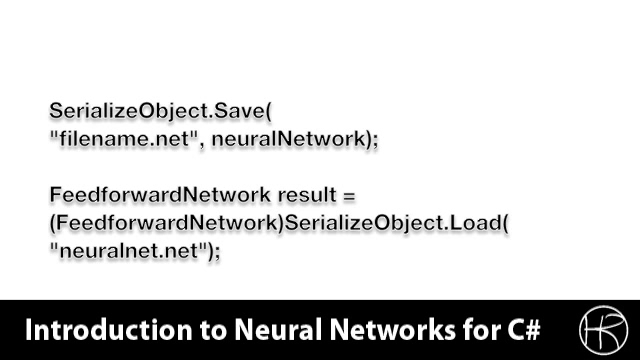 SerializeObject.Save(
"filename.net", neuralNetwork);
FeedforwardNetwork result =
(FeedforwardNetwork)SerializeObject.Load(
"neuralnet.net");
Introduction to Neural Networks for C#